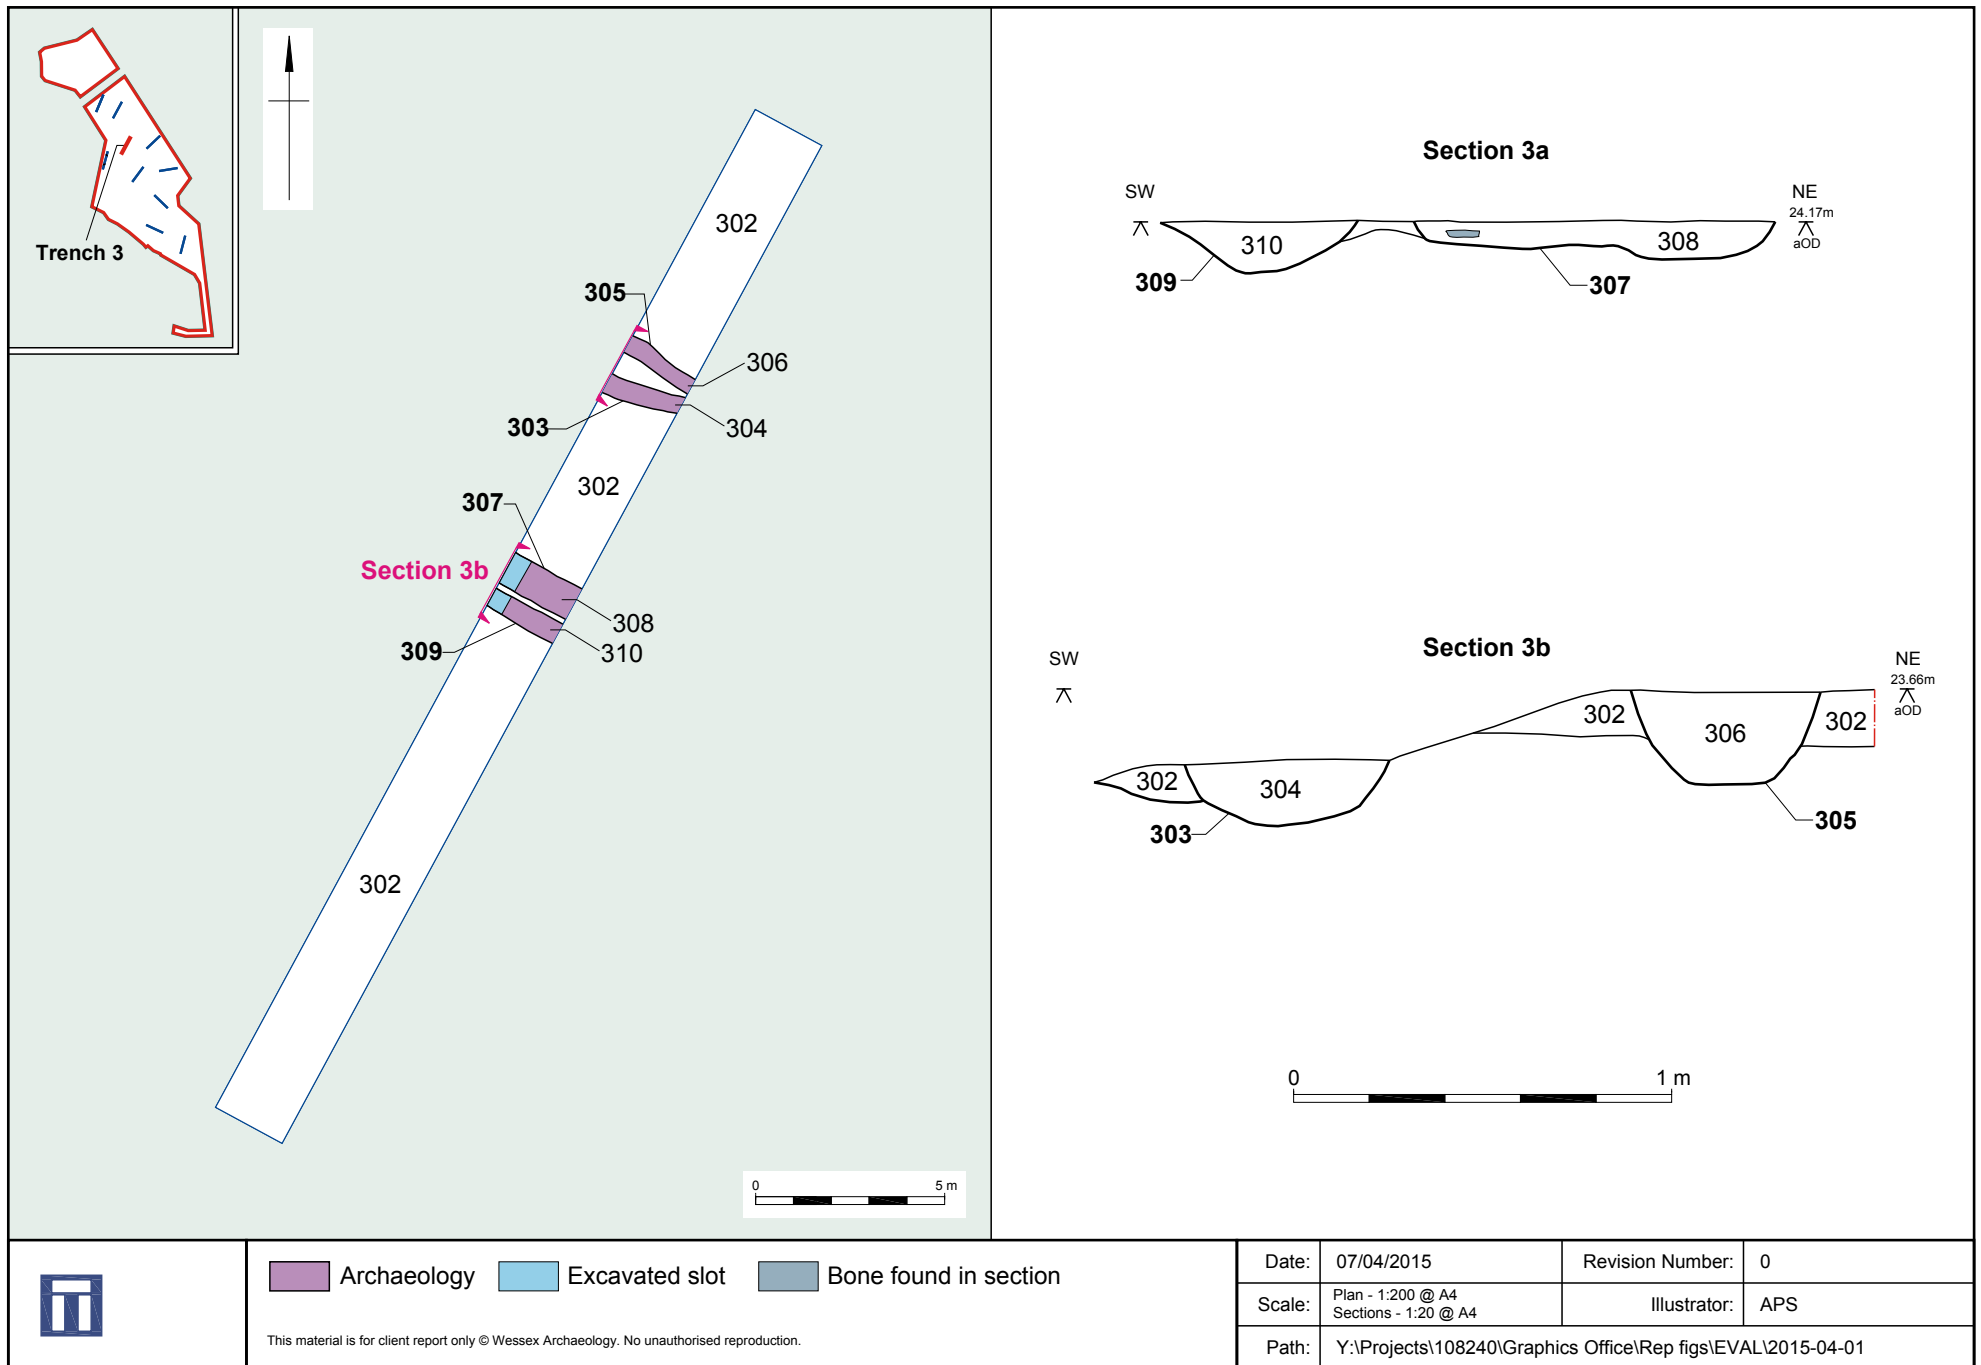 Trench 3
302
305
306
303
304
302
307
Section 3b
308
309
310
302
0 5 m
Section 3a
SW
NE
24.17m
aOD
310
308
309
307
Section 3b
SW
NE
23.66m
aOD
302
306
302
302
304
303
305
0 1 m
Archaeology
Excavated slot
Bone found in section
This material is for client report only © Wessex Archaeology. No unauthorised reproduction.
Date: 07/04/2015 Revision Number: 0
Scale: Plan - 1:200 @ A4
Sections - 1:20 @ A4
Illustrator: APS
Path: Y:\Projects\108240\Graphics Office\Rep figs\EVAL\2015-04-01